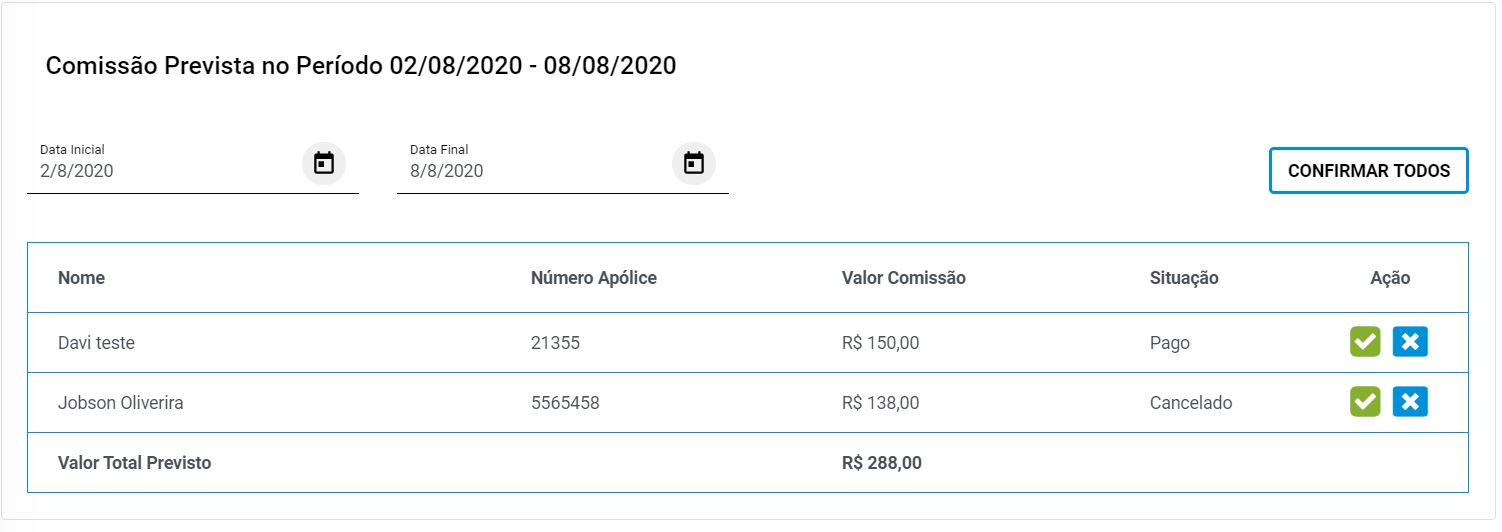 Comissão Prevista no Período 02/08/2020 - 08/08/2020
Data Inicial
2/8/2020
Data Final
8/8/2020
CONFIRMAR TODOS
Nome Número Apólice Valor Comissão Situação Ação
Davi teste 21355 R$ 150,00 Pago
Jobson Oliverira 5565458 R$ 138,00 Cancelado
Valor Total Previsto R$ 288,00